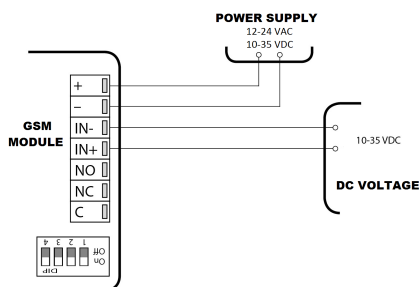 POWER SUPPLY
12-24 VAC
10-35 VDC
+
−
IN-
IN+
NO
NC
C
GSM
MODULE
10-35 VDC
DC VOLTAGE
1 2 3 4
Off
On
DIP